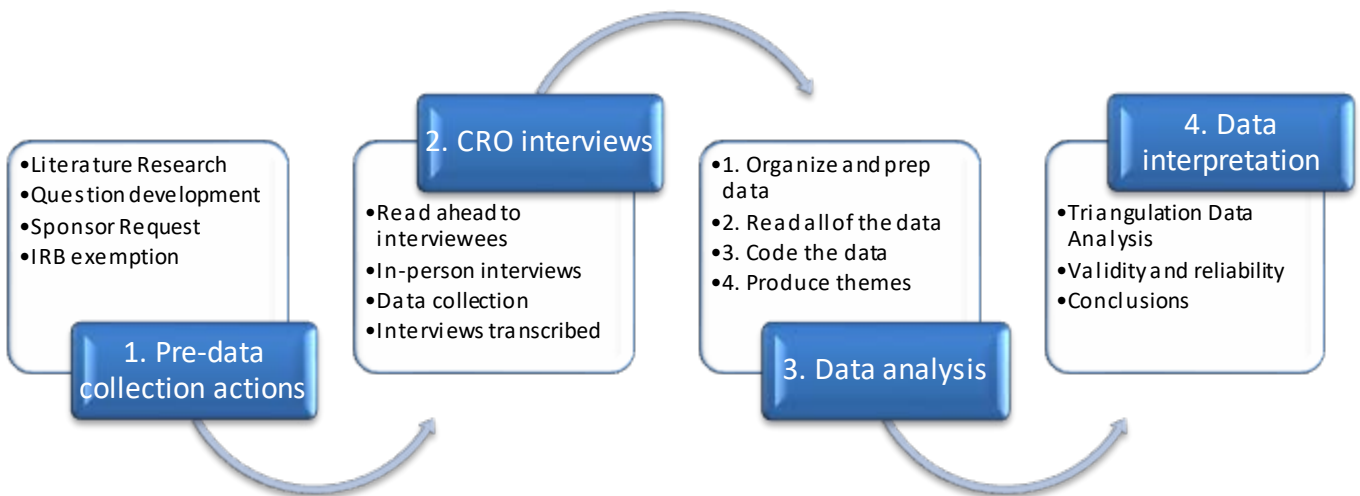 •Literature Research
•Question development
•Sponsor Request
•IRB exemption
1. Pre-data
collection actions
2. CRO interviews
•Read ahead to
interviewees
•In-person interviews
•Data collection
•Interviews transcribed
•1. Organize and prep
data
•2. Read all of the data
•3. Code the data
•4. Produce themes
3. Data analysis
4. Data
interpretation
•Triangulation Data
Analysis
•Validity and reliability
•Conclusions